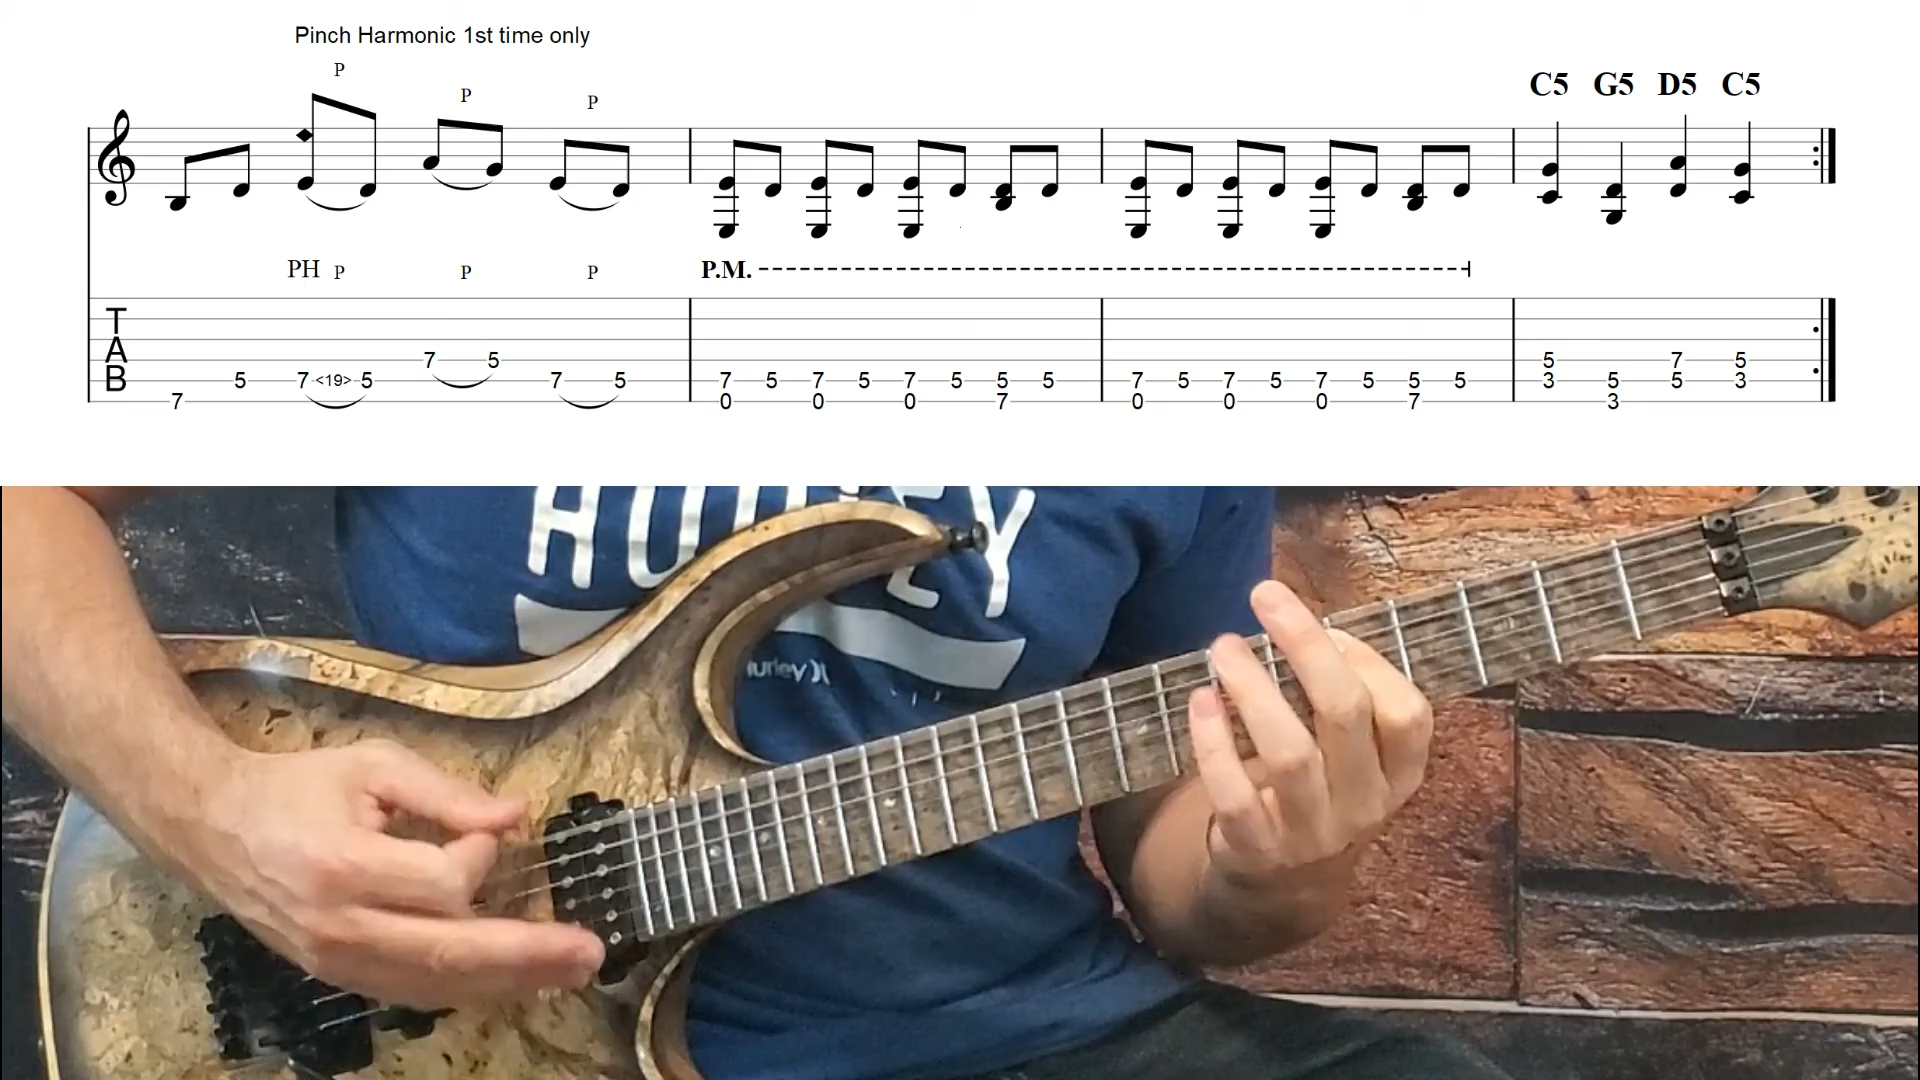 Pinch Harmonic 1st time only
P
P
P
C5 G5 D5 C5
PH P P P P.M.
T
A
B
7 5 5 7 5
7 5
5 7 <19> 5 7 5 7 5 7 5 7 5 5 5 7 5 7 5 7 5 5 5 3 5 5 3
7 0 0 0 7 0 0 0 7 3
HURLEY
urley)(